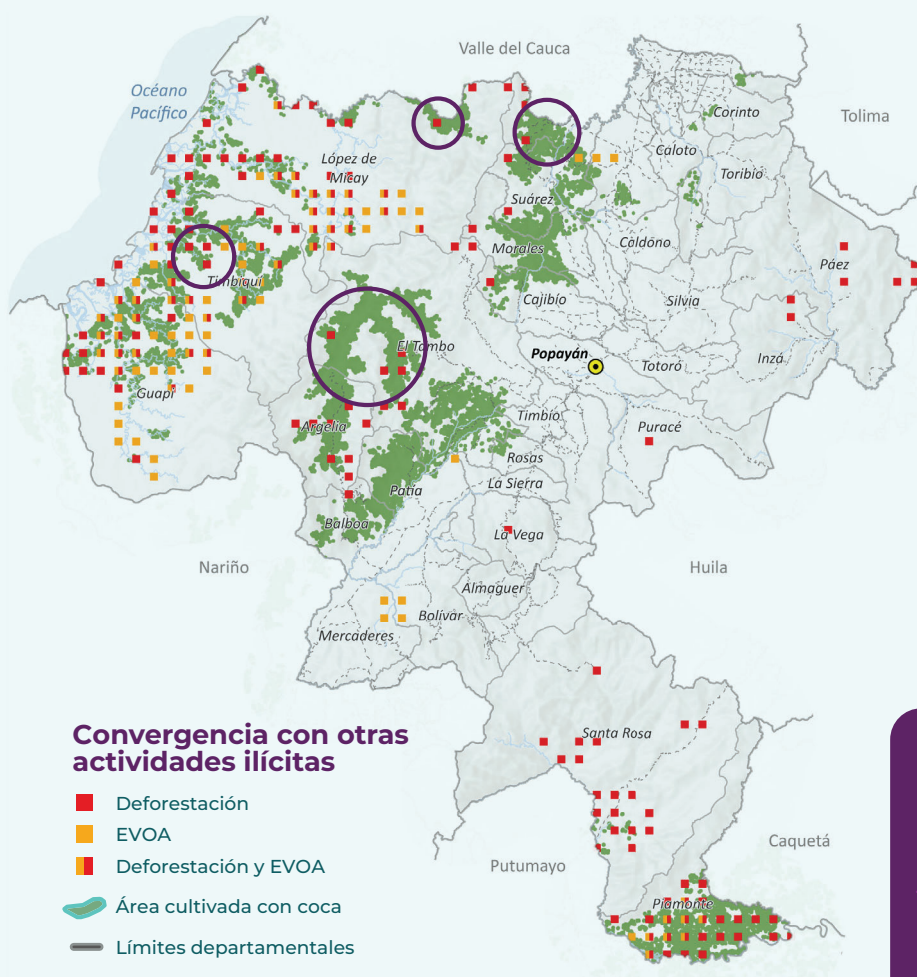 Valle del Cauca
Océano
Pacífico
Corinto
Tolima
Caloto
López de
Micay
Toribío
Suárez
Càldóno
Morales
Páez
Timbiquí
Cajibío
Silvia
El Tambo
Popayán
Totoró
Inzá
Guapi
Timbío
Puracé
Argelia
Rosas
La Sierra
Patía
Balboa
La Vega
Nariño
Huila
Almaguer
Bolívar
Mercaderes
Convergencia con otras
actividades ilícitas
Santa Rosa
Deforestación
EVOA
Caquetá
Deforestación y EVOA
Putumayo
Piamonte
Área cultivada con coca
Límites departamentales